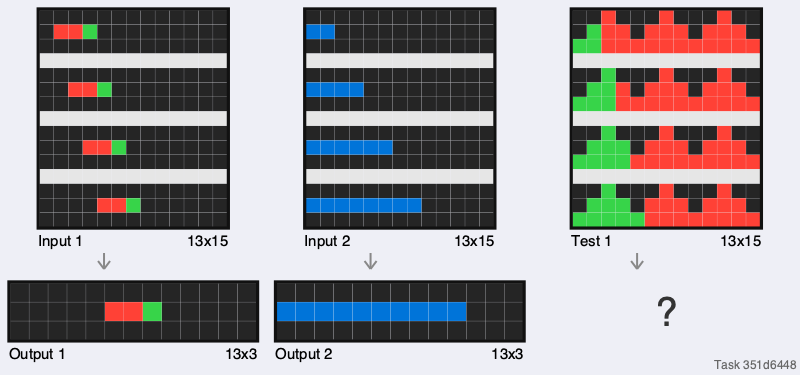 Input 1 13x15
Input 2 13x15
Test 1 13x15
?
Output 1 13x3
Output 2 13x3
Task 351d6448